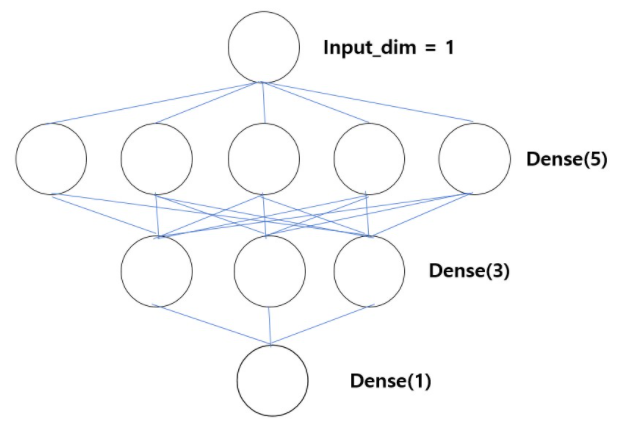 Input_dim = 1
Dense(5)
Dense(3)
Dense(1)